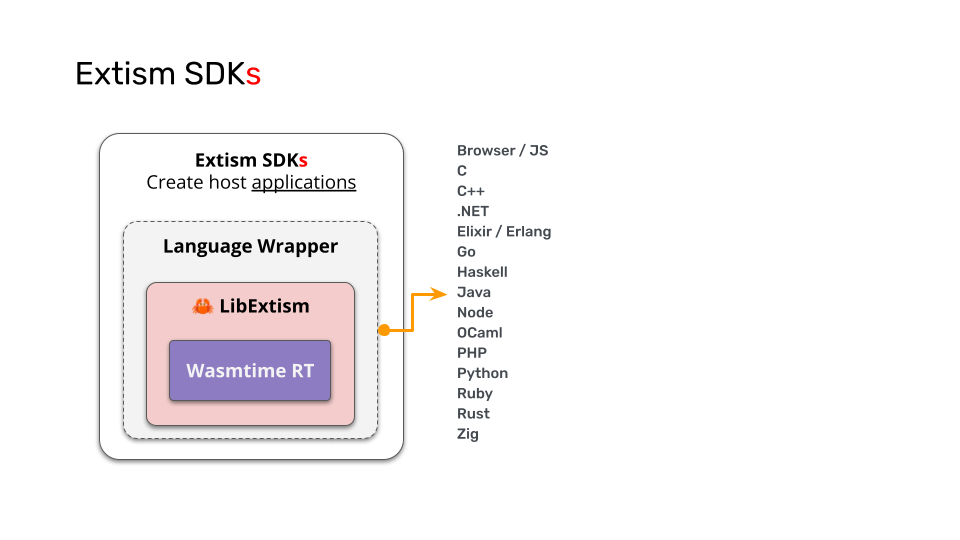 Extism SDKs
Extism SDKs
Create host applications
Language Wrapper
🦀 LibExtism
Wasmtime RT
Browser / JS
C
C++
.NET
Elixir / Erlang
Go
Haskell
Java
Node
OCaml
PHP
Python
Ruby
Rust
Zig